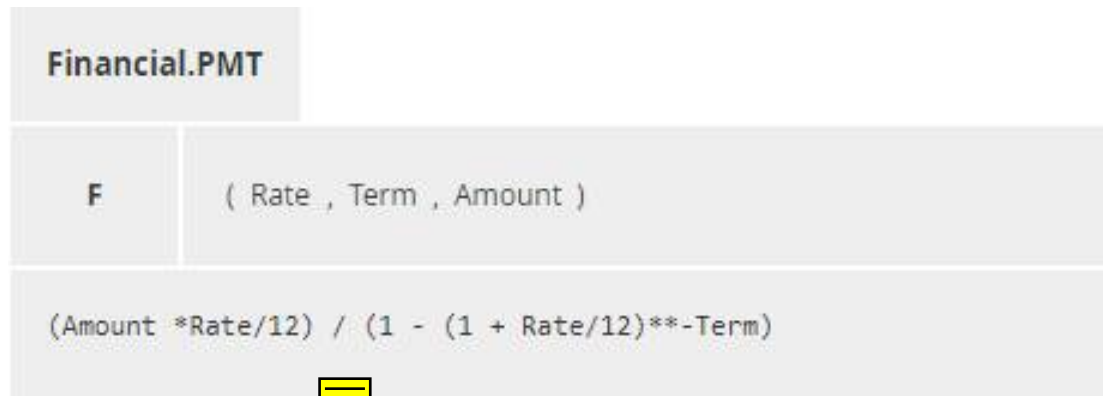 Financial.PMT
F ( Rate , Term , Amount )
(Amount *Rate/12) / (1 - (1 + Rate/12)**-Term)